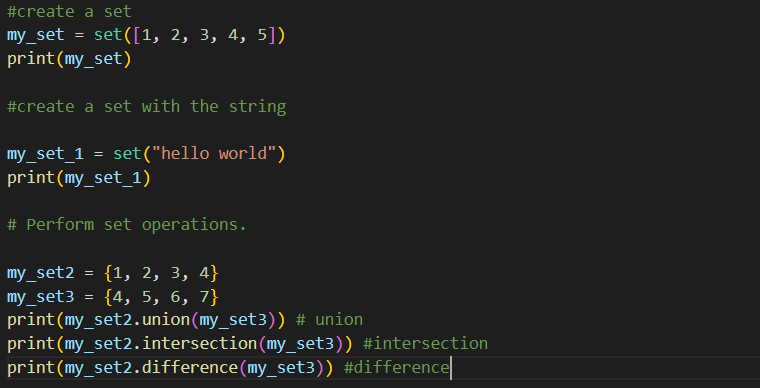 #create a set
my_set = set([1, 2, 3, 4, 5])
print(my_set)
#create a set with the string
my_set_1 = set("hello world")
print(my_set_1)
# Perform set operations.
my_set2 = {1, 2, 3, 4}
my_set3 = {4, 5, 6, 7}
print(my_set2.union(my_set3)) # union
print(my_set2.intersection(my_set3)) #intersection
print(my_set2.difference(my_set3)) #difference